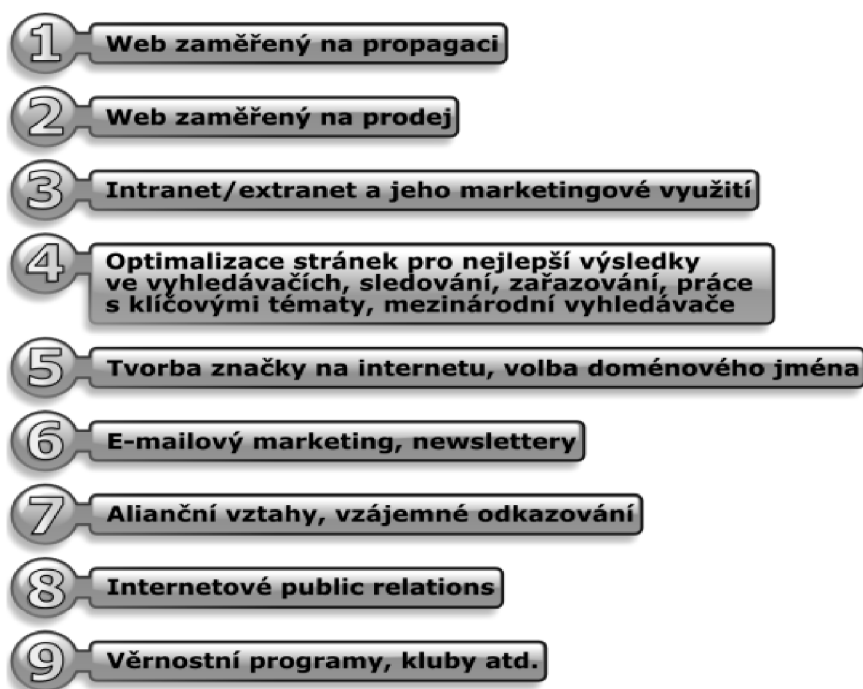 1 Web zaměřený na propagaci
2 Web zaměřený na prodej
3 Intranet/extranet a jeho marketingové využití
4 Optimalizace stránek pro nejlepší výsledky
ve vyhledávačích, sledování, zařazování, práce
s klíčovými tématy, mezinárodní vyhledávače
5 Tvorba značky na internetu, volba doménového jména
6 E-mailový marketing, newslettery
7 Alianční vztahy, vzájemné odkazování
8 Internetové public relations
9 Věrnostní programy, kluby atd.